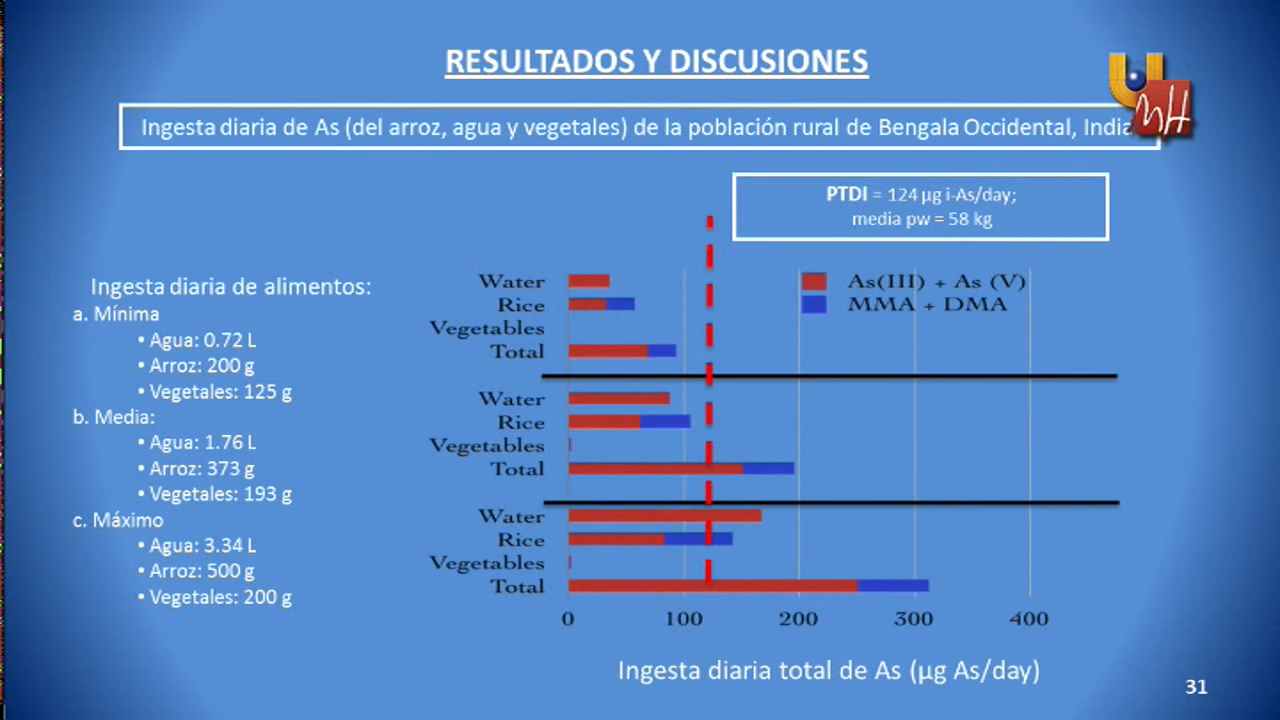 RESULTADOS Y DISCUSIONES
Ingesta diaria de As (del arroz, agua y vegetales) de la población rural de Bengala Occidental, India
PTDI = 124 µg i-As/day;
media pw = 58 kg
Ingesta diaria de alimentos:
a. Mínima
• Agua: 0.72 L
• Arroz: 200 g
• Vegetales: 125 g
b. Media:
• Agua: 1.76 L
• Arroz: 373 g
• Vegetales: 193 g
c. Máximo
• Agua: 3.34 L
• Arroz: 500 g
• Vegetales: 200 g
As(III) + As (V)
MMA + DMA
Water
Rice
Vegetables
Total
Water
Rice
Vegetables
Total
Water
Rice
Vegetables
Total
0 100 200 300 400
Ingesta diaria total de As (µg As/day)
UMH
31